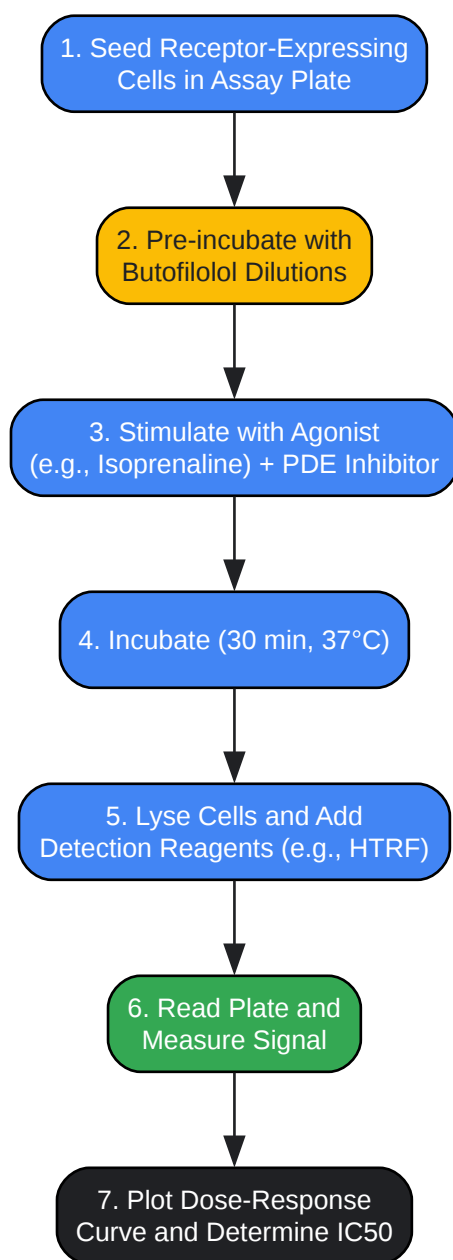 1. Seed Receptor-Expressing
Cells in Assay Plate
2. Pre-incubate with
Butofilolol Dilutions
3. Stimulate with Agonist
(e.g., Isoprenaline) + PDE Inhibitor
4. Incubate (30 min, 37°C)
5. Lyse Cells and Add
Detection Reagents (e.g., HTRF)
6. Read Plate and
Measure Signal
7. Plot Dose-Response
Curve and Determine IC50